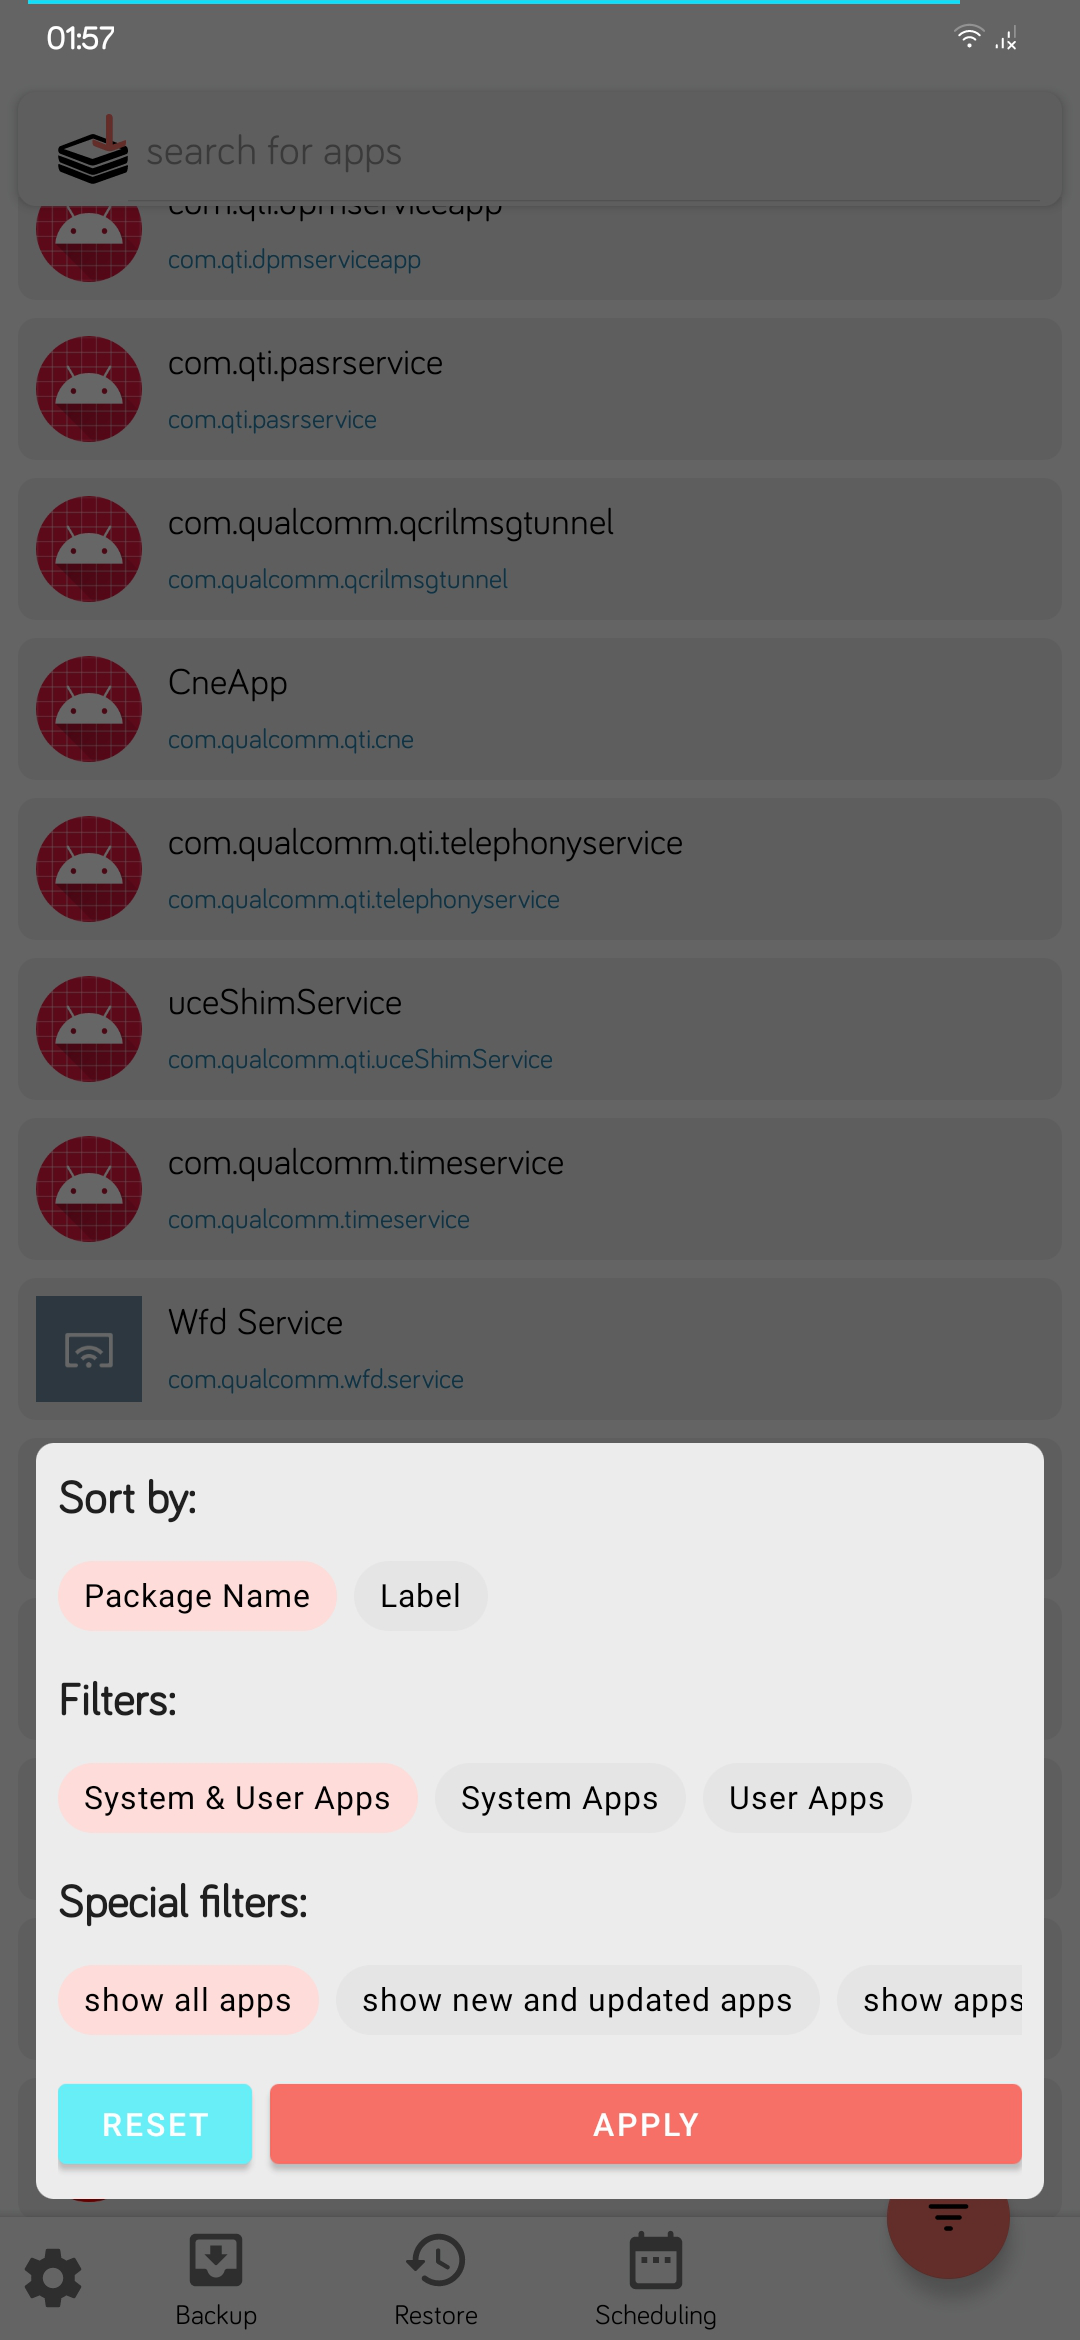 01:57
search for apps
com.qti.dpmserviceapp
com.qti.dpmserviceapp
com.qti.pasrservice
com.qti.pasrservice
com.qualcomm.qcrilmsgtunnel
com.qualcomm.qcrilmsgtunnel
CneApp
com.qualcomm.qti.cne
com.qualcomm.qti.telephonyservice
com.qualcomm.qti.telephonyservice
uceShimService
com.qualcomm.qti.uceShimService
com.qualcomm.timeservice
com.qualcomm.timeservice
Wfd Service
com.qualcomm.wfd.service
Sort by:
Package Name Label
Filters:
System & User Apps System Apps User Apps
Special filters:
show all apps show new and updated apps show apps
RESET APPLY
Backup Restore Scheduling